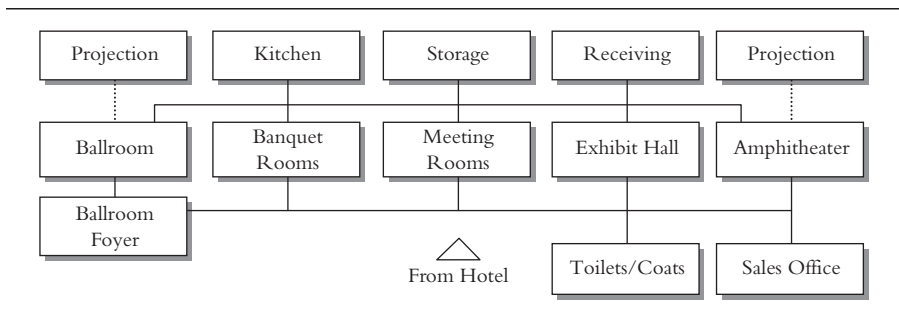 Projection
Kitchen
Storage
Receiving
Projection
Ballroom
Banquet
Rooms
Meeting
Rooms
Exhibit Hall
Amphitheater
Ballroom
Foyer
From Hotel
Toilets/Coats
Sales Office